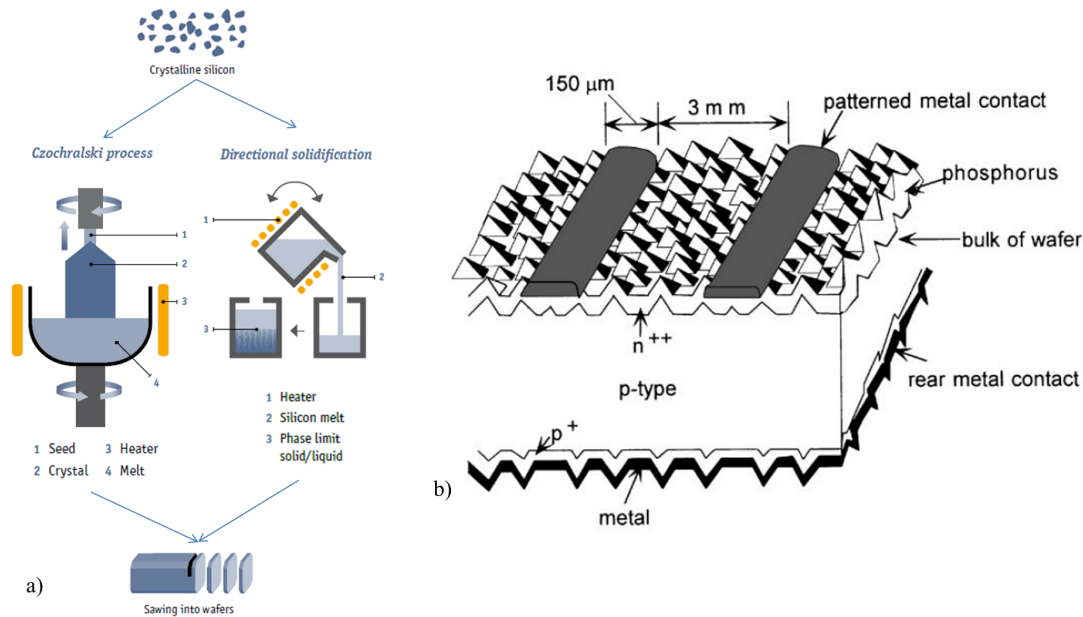 Crystalline silicon
Czochralski process
Directional solidification
1
2
3
4
1
2
3
1 Seed 3 Heater
2 Crystal 4 Melt
1 Heater
2 Silicon melt
3 Phase limit
solid/liquid
a)
Sawing into wafers
150 µm
3 m m
patterned metal contact
phosphorus
bulk of wafer
n++
p-type
rear metal contact
p+
metal
b)